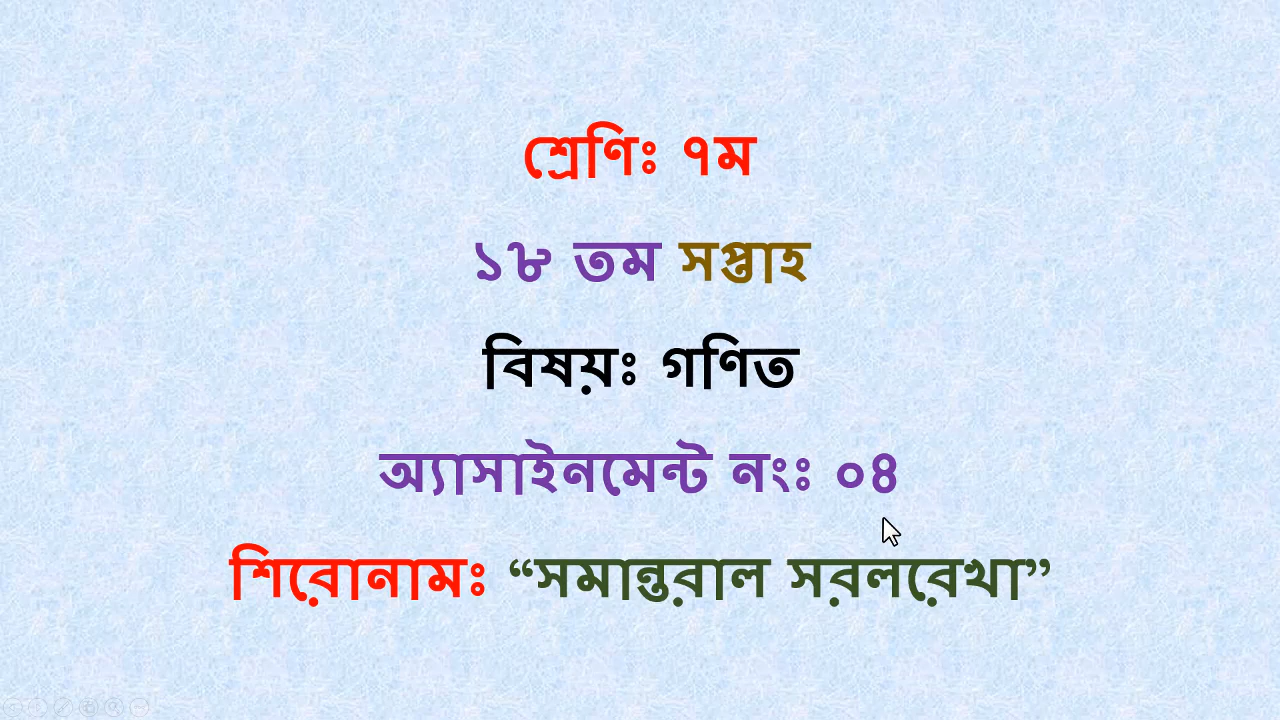 শ্রেণিঃ ৭ম
১৮ তম সপ্তাহ
বিষয়ঃ গণিত
অ্যাসাইনমেন্ট নংঃ ০৪
শিরোনামঃ “সমান্তরাল সরলরেখা”